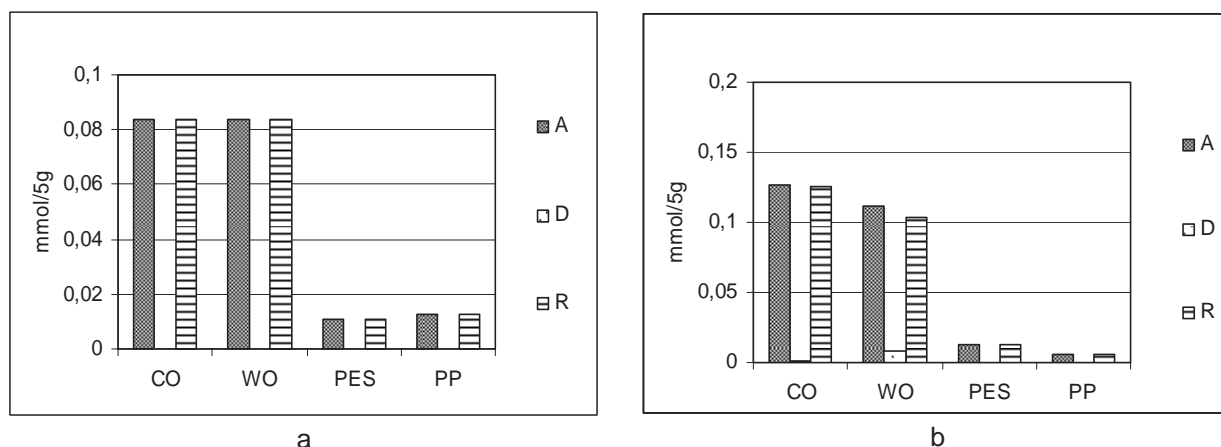 0,1
0,08
0,06
0,04
0,02
0
mmol/5g
CO WO PES PP
A
D
R
a
0,2
0,15
0,1
0,05
0
mmol/5g
CO WO PES PP
A
D
R
b